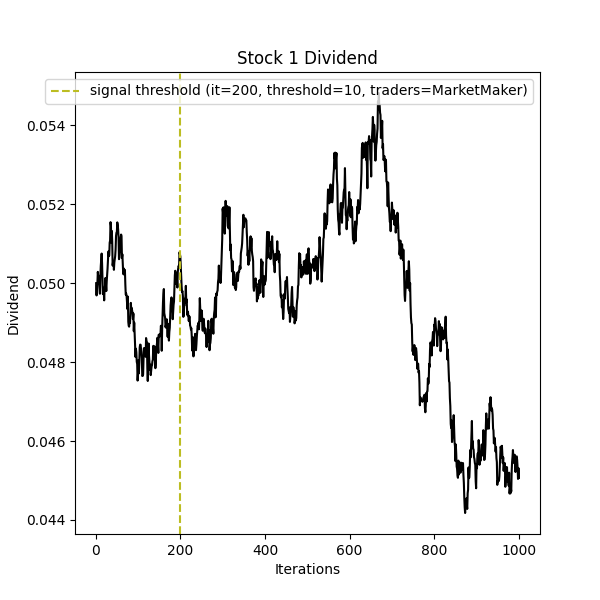 Stock 1 Dividend
signal threshold (it=200, threshold=10, traders=MarketMaker)
0.054
0.052
0.050
0.048
0.046
0.044
Dividend
0 200 400 600 800 1000
Iterations